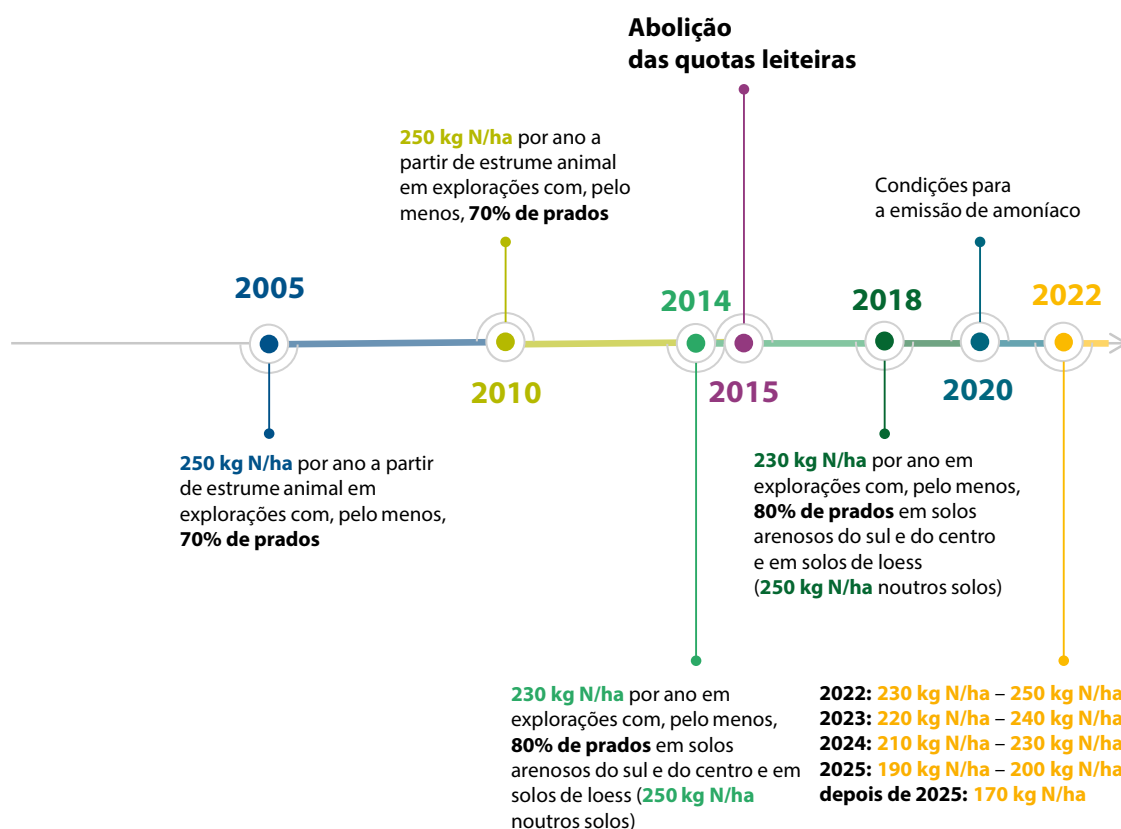 Abolição
das quotas leiteiras
250 kg N/ha por ano a
partir de estrume animal
em explorações com, pelo
menos, 70% de prados
Condições para
a emissão de amoníaco
2005
2014
2018
2022
2010
2015
2020
250 kg N/ha por ano a partir
de estrume animal em
explorações com, pelo menos,
70% de prados
230 kg N/ha por ano em
explorações com, pelo menos,
80% de prados em solos
arenosos do sul e do centro
e em solos de loess
(250 kg N/ha noutros solos)
230 kg N/ha por ano em
explorações com, pelo menos,
80% de prados em solos
arenosos do sul e do centro e em
solos de loess (250 kg N/ha
noutros solos)
2022: 230 kg N/ha – 250 kg N/ha
2023: 220 kg N/ha – 240 kg N/ha
2024: 210 kg N/ha – 230 kg N/ha
2025: 190 kg N/ha – 200 kg N/ha
depois de 2025: 170 kg N/ha